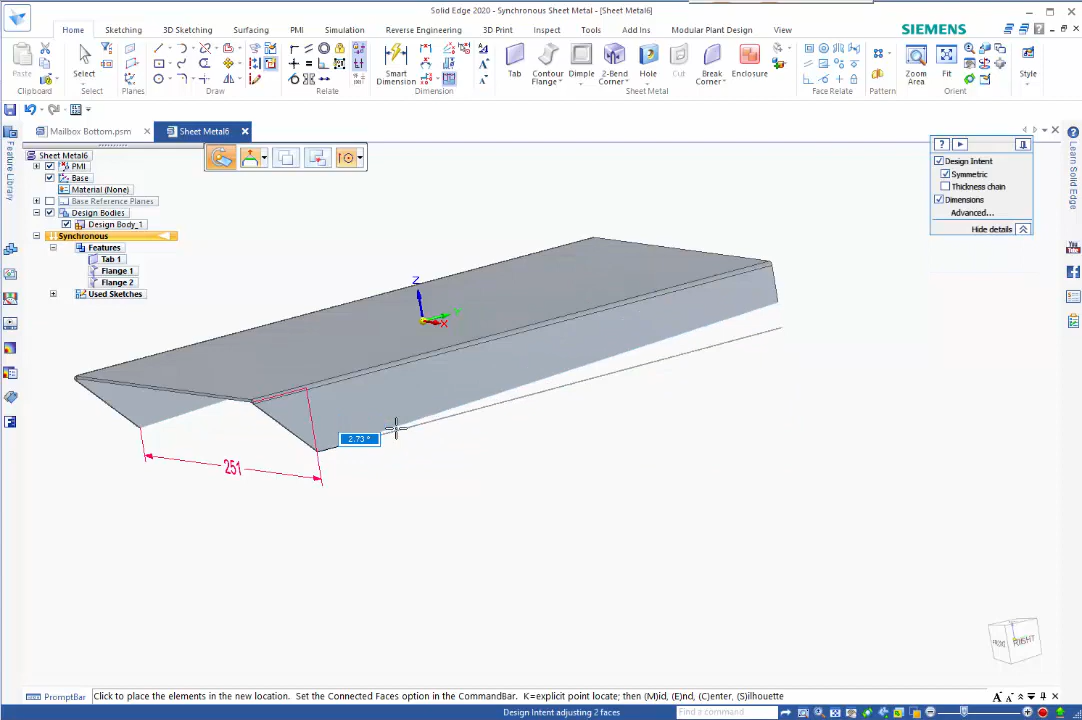 Solid Edge 2020 - Synchronous Sheet Metal - [Sheet Metal6]
Home Sketching 3D Sketching Surfacing PMI Simulation Reverse Engineering 3D Print Inspect Tools Add Ins Modular Plant Design View
SIEMENS
Paste Select Smart Dimension Tab Contour Flange Dimple 2-Bend Corner Hole Cut Break Corner Enclosure Zoom Area Fit Style
Clipboard Select Planes Draw Relate Dimension Sheet Metal Face Relate Pattern Orient
Mailbox Bottom.psm Sheet Metal6
Feature Library
Learn Solid Edge
Sheet Metal6
PMI
Base
Material (None)
Base Reference Planes
Design Bodies
Design Body_1
Synchronous
Features
Tab 1
Flange 1
Flange 2
Used Sketches
Design Intent
Symmetric
Thickness chain
Dimensions
Advanced...
Hide details
Z
Y
X
2.73 °
251
FRONT RIGHT
PromptBar Click to place the elements in the new location. Set the Connected Faces option in the CommandBar. K=explicit point locate; then (M)id, (E)nd, (C)enter, (S)ilhouette
Design Intent adjusting 2 faces
Find a command